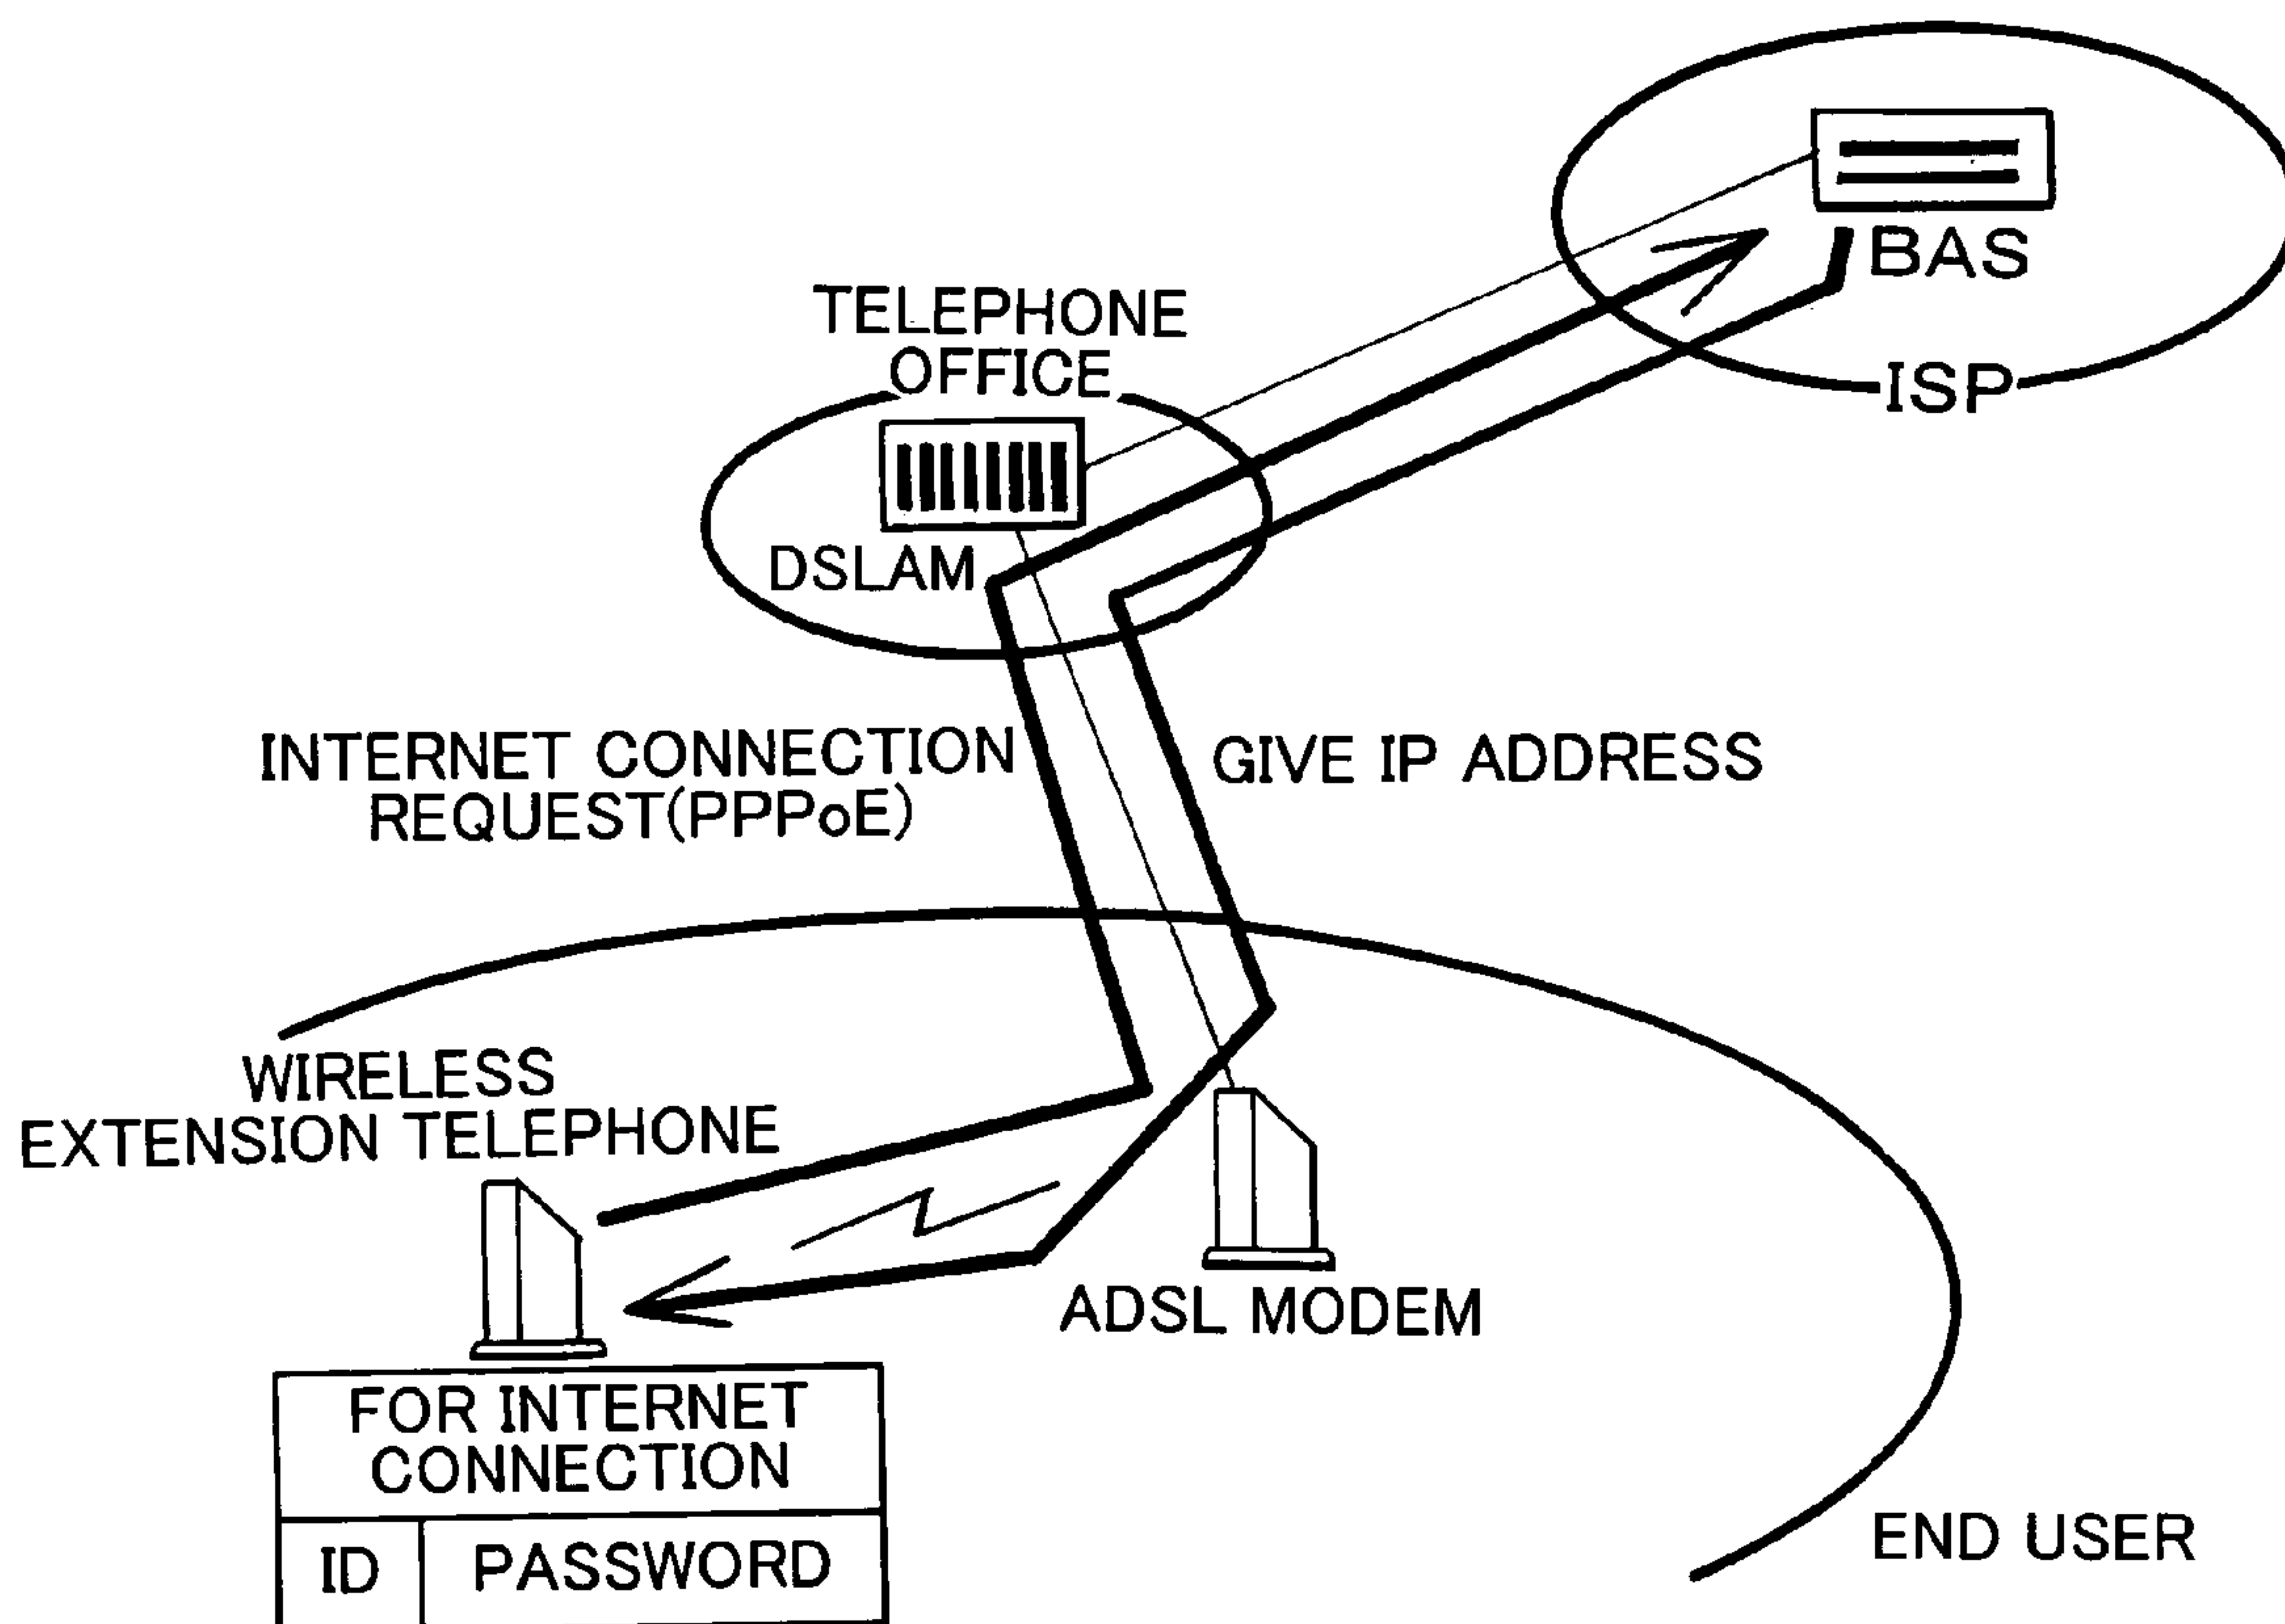 BAS
ISP
TELEPHONE
OFFICE
DSLAM
INTERNET CONNECTION
REQUEST(PPPoE)
GIVE IP ADDRESS
WIRELESS
EXTENSION TELEPHONE
ADSL MODEM
FOR INTERNET
CONNECTION
ID PASSWORD
END USER